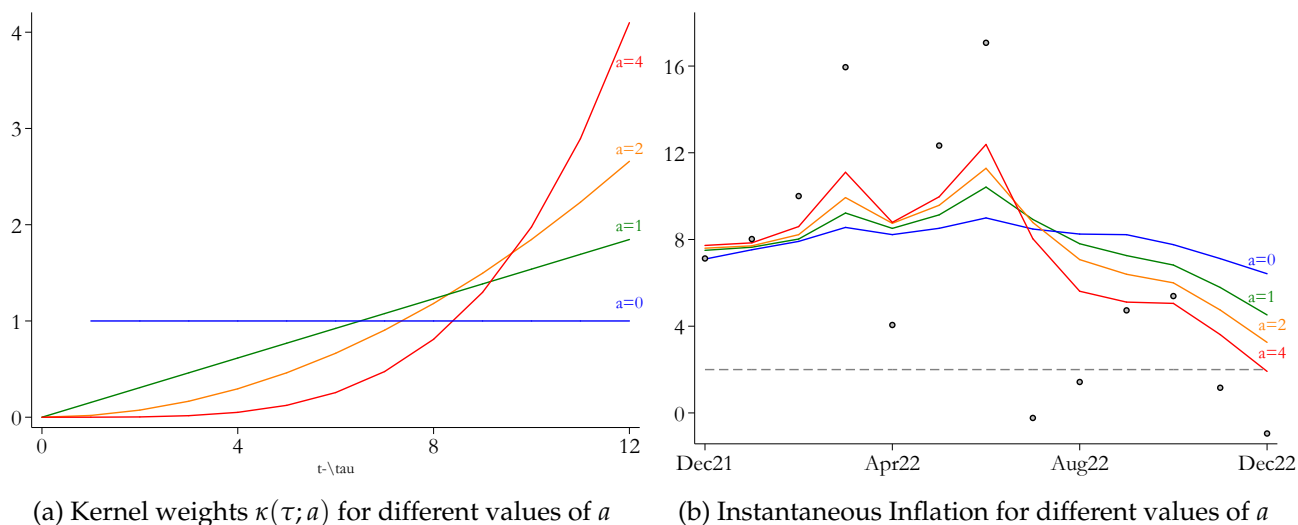 4
3
2
1
0
a=4
a=2
a=1
a=0
0 4 8 12
t-\tau
(a) Kernel weights κ(τ; a) for different values of a
16
12
8
4
0
a=0
a=1
a=2
a=4
Dec21 Apr22 Aug22 Dec22
(b) Instantaneous Inflation for different values of a